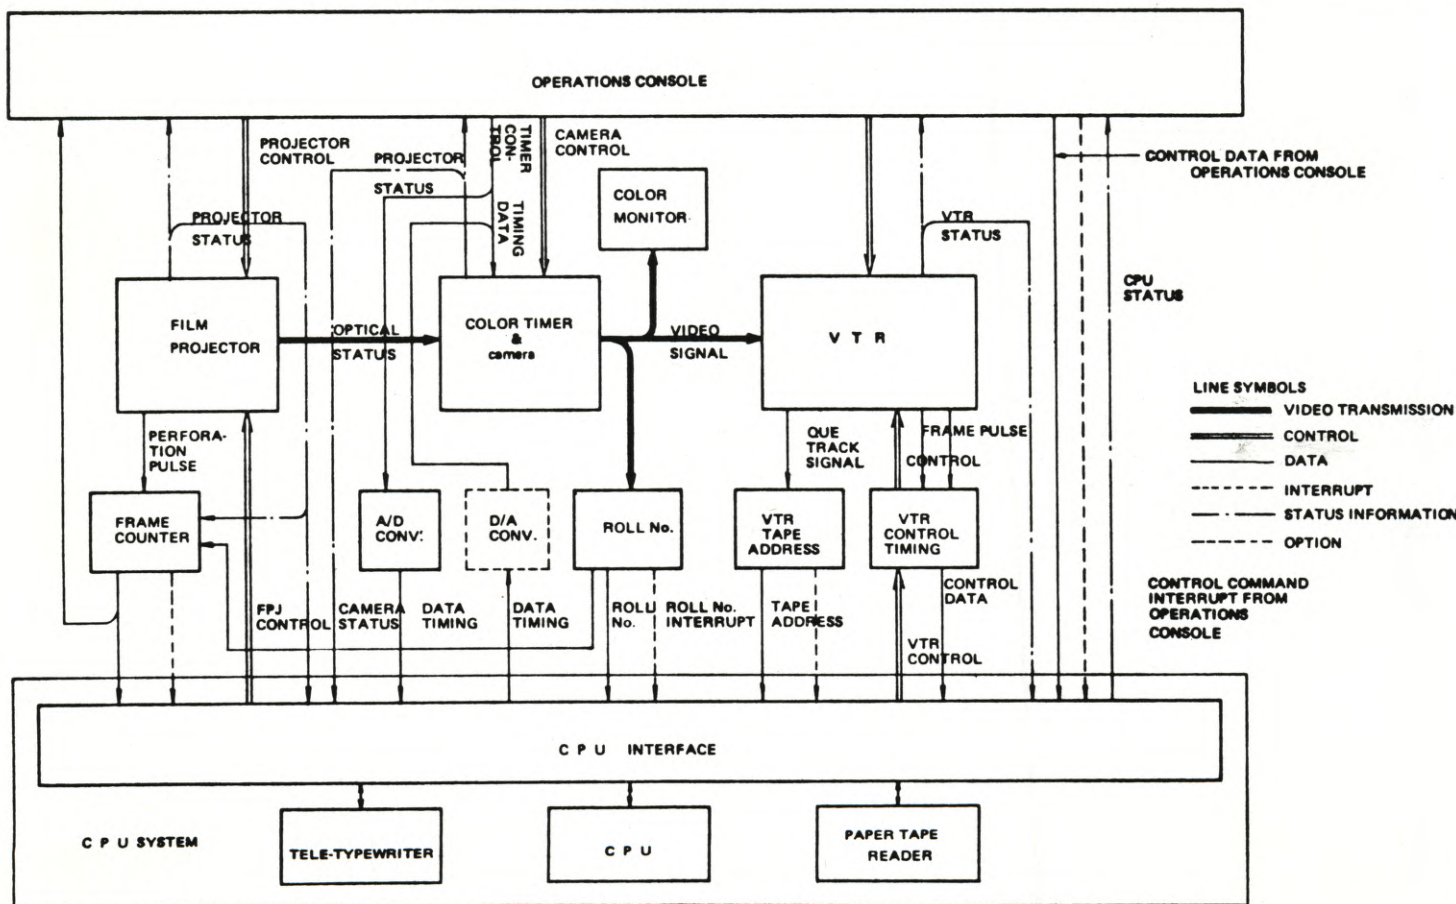 OPERATIONS CONSOLE
PROJECTOR
CONTROL
PROJECTOR
STATUS
TIMER
CON-
TROL
CAMERA
CONTROL
TIMING
DATA
COLOR
MONITOR
CONTROL DATA FROM
OPERATIONS CONSOLE
PROJECTOR
STATUS
VTR
STATUS
CPU
STATUS
FILM
PROJECTOR
OPTICAL
STATUS
COLOR TIMER
&
camera
VIDEO
SIGNAL
V T R
LINE SYMBOLS
VIDEO TRANSMISSION
CONTROL
DATA
INTERRUPT
STATUS INFORMATION
OPTION
PERFORA-
TION
PULSE
QUE
TRACK
SIGNAL
FRAME PULSE
CONTROL
FRAME
COUNTER
A/D
CONV.
D/A
CONV.
ROLL No.
VTR
TAPE
ADDRESS
VTR
CONTROL
TIMING
FPJ
CONTROL
CAMERA
STATUS
DATA
TIMING
DATA
TIMING
ROLL
No.
ROLL No.
INTERRUPT
TAPE
ADDRESS
CONTROL
DATA
VTR
CONTROL
CONTROL COMMAND
INTERRUPT FROM
OPERATIONS
CONSOLE
C P U INTERFACE
C P U SYSTEM
TELE-TYPEWRITER
C P U
PAPER TAPE
READER